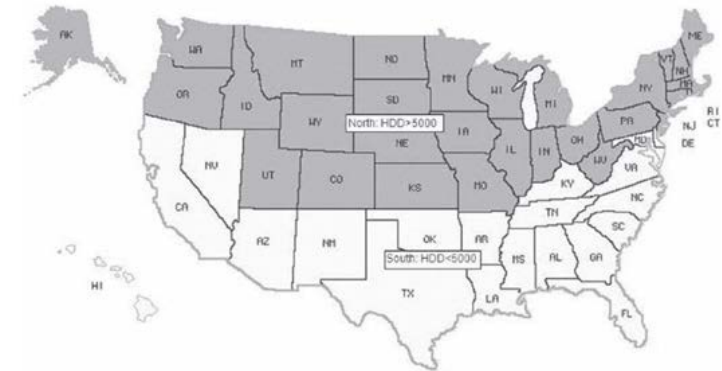 AK
WA
MT
ND
MN
ME
VT
NH
MA
OR
ID
SD
WI
MI
NY
RI
CT
WY
North: HDD>5000
IA
PA
NJ
NE
IL
IN
OH
MD
DE
NV
UT
CO
KS
MO
WV
VA
KY
CA
NC
TN
AZ
NM
OK
AR
SC
South: HDD<5000
MS
AL
GA
HI
TX
LA
FL